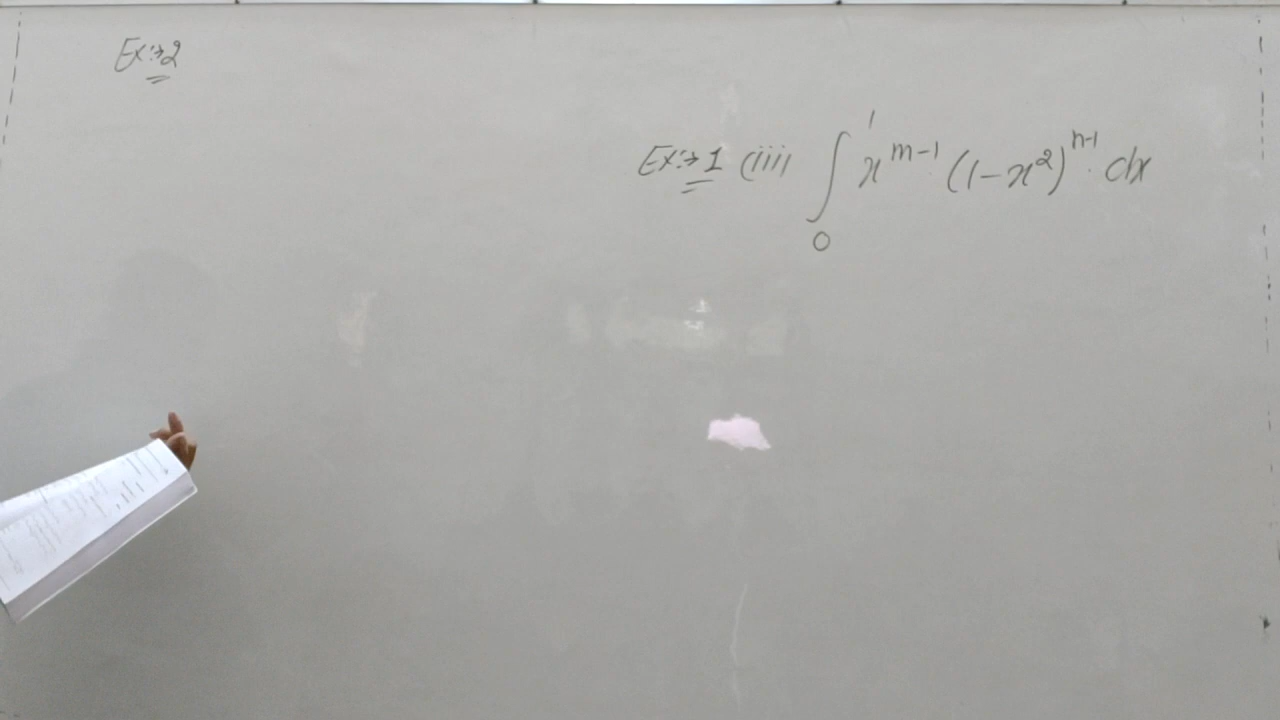 Ex:→2
Ex:→1 (iii) ∫₀¹ x^{m-1} (1-x²)^{n-1} dx